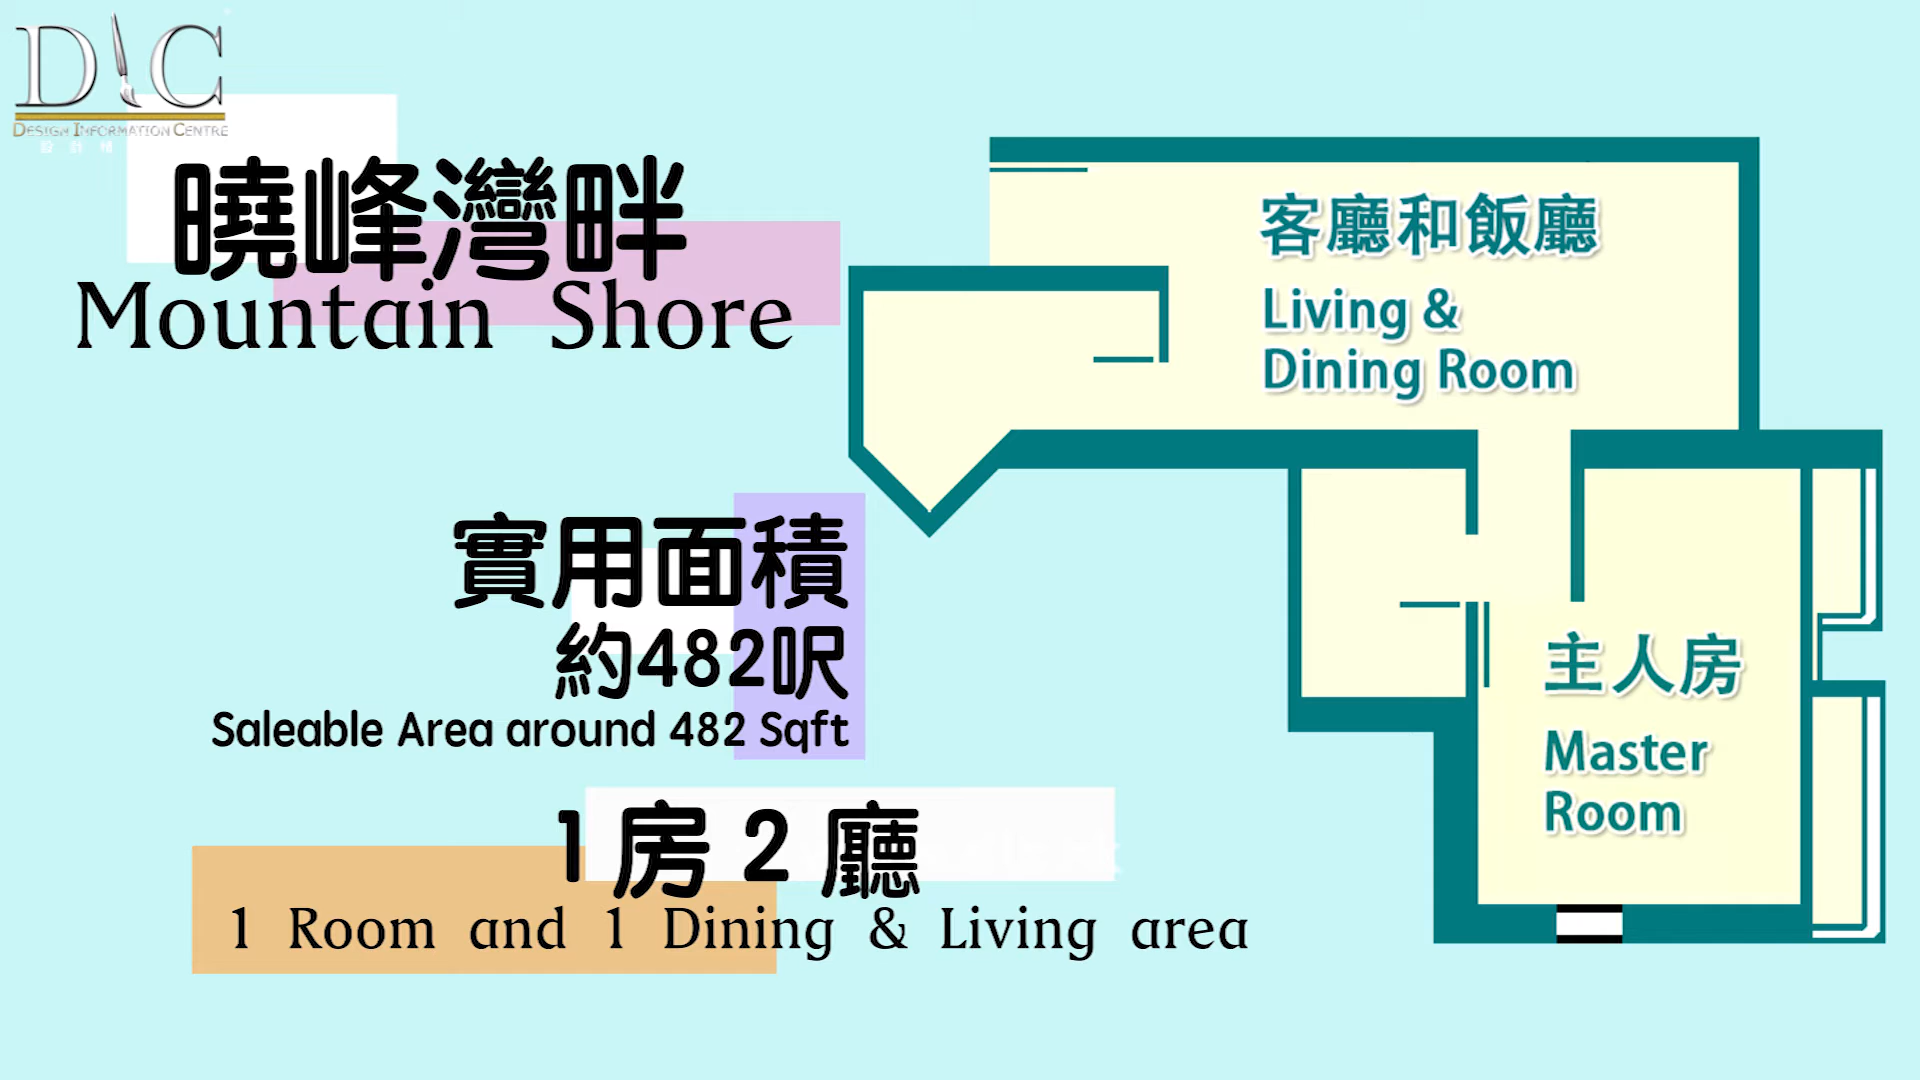 DIC
DESIGN INFORMATION CENTRE
曉峰灣畔
Mountain Shore
實用面積
約482呎
Saleable Area around 482 Sqft
1房2廳
1 Room and 1 Dining & Living area
客廳和飯廳
Living &
Dining Room
主人房
Master
Room